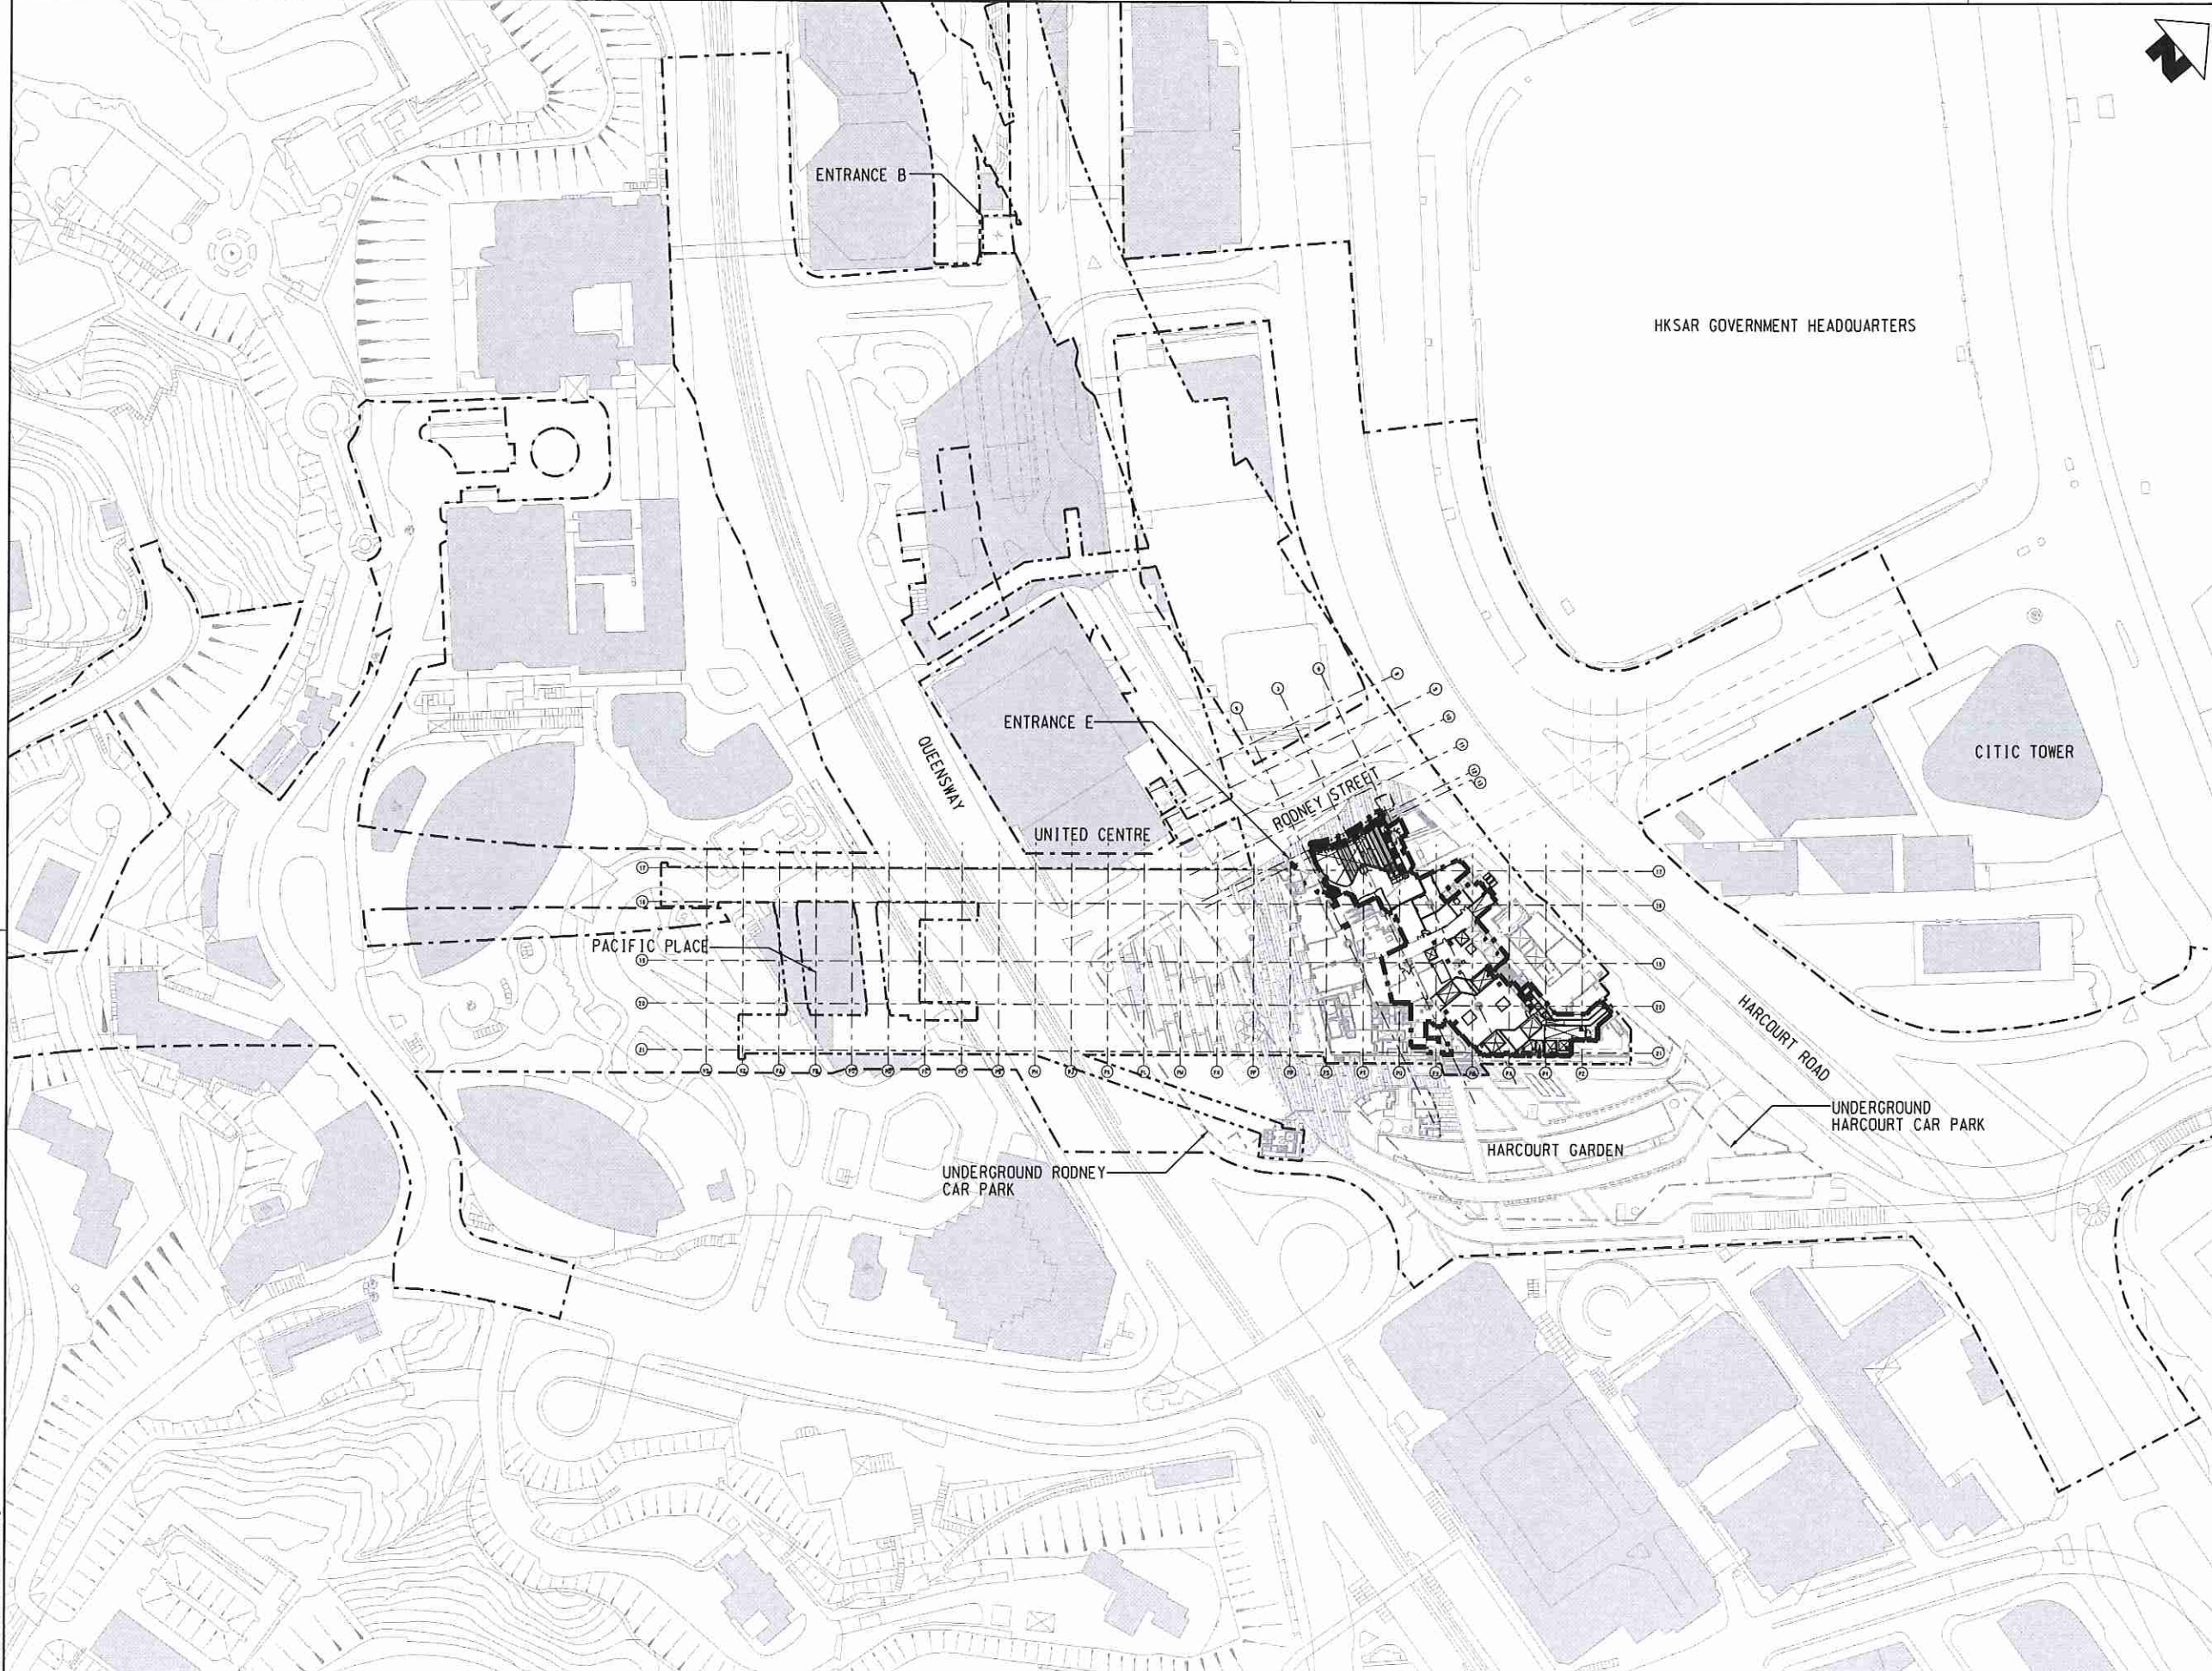 N
ENTRANCE B
HKSAR GOVERNMENT HEADQUARTERS
ENTRANCE E
QUEENSWAY
CITIC TOWER
RODNEY STREET
UNITED CENTRE
PACIFIC PLACE
HARCOURT ROAD
UNDERGROUND
HARCOURT CAR PARK
HARCOURT GARDEN
UNDERGROUND RODNEY
CAR PARK